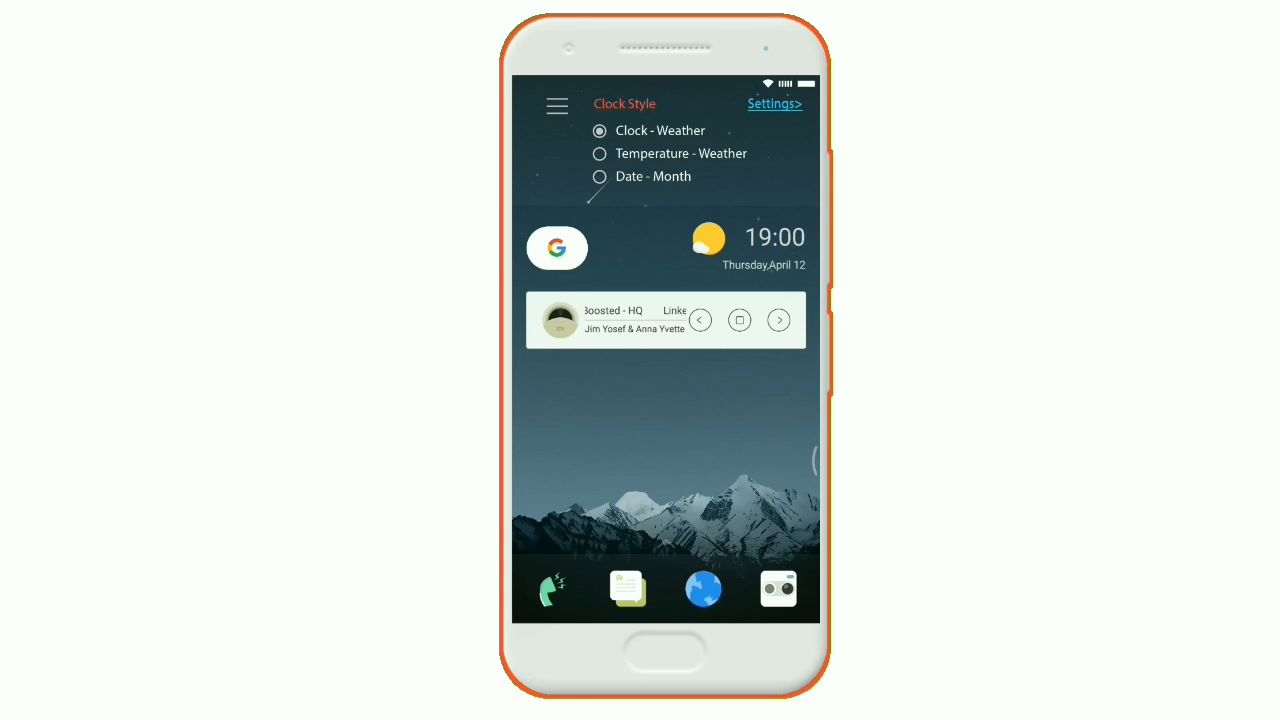 Clock Style
Settings>
Clock - Weather
Temperature - Weather
Date - Month
G
19:00
Thursday,April 12
Boosted - HQ Linke
Jim Yosef & Anna Yvette